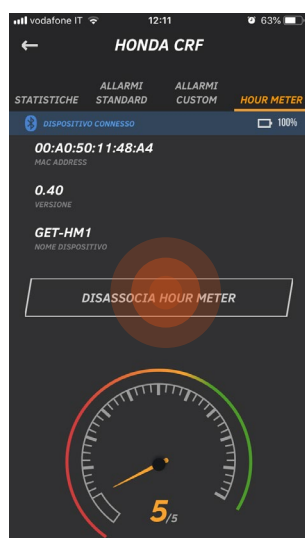 vodafone IT 12:11 63%
HONDA CRF
STATISTICHE ALLARMI STANDARD ALLARMI CUSTOM HOUR METER
DISPOSITIVO CONNESSO 100%
00:A0:50:11:48:A4
MAC ADDRESS
0.40
VERSIONE
GET-HM1
NOME DISPOSITIVO
DISASSOCIA HOUR METER
5/5